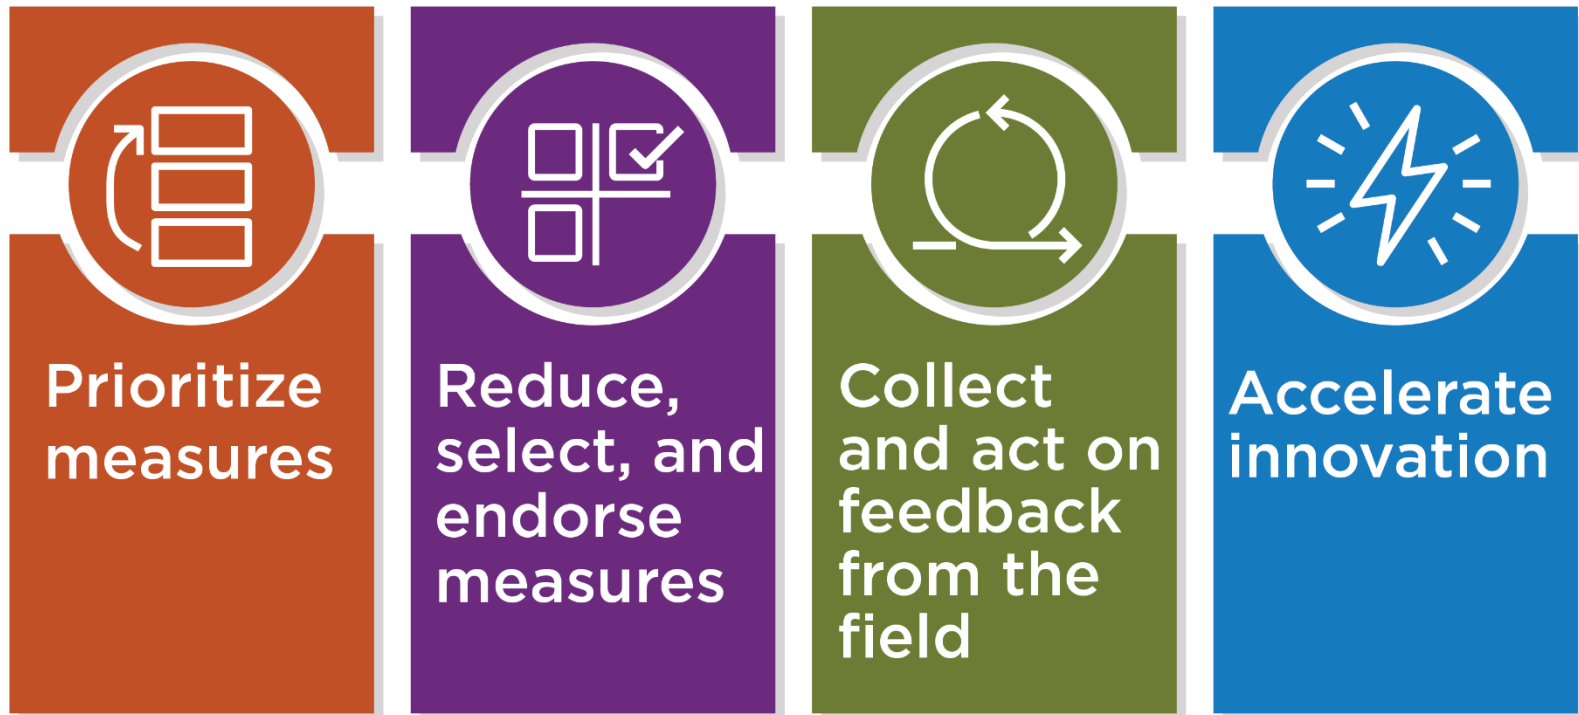 Prioritize
measures
Reduce,
select, and
endorse
measures
Collect
and act on
feedback
from the
field
Accelerate
innovation